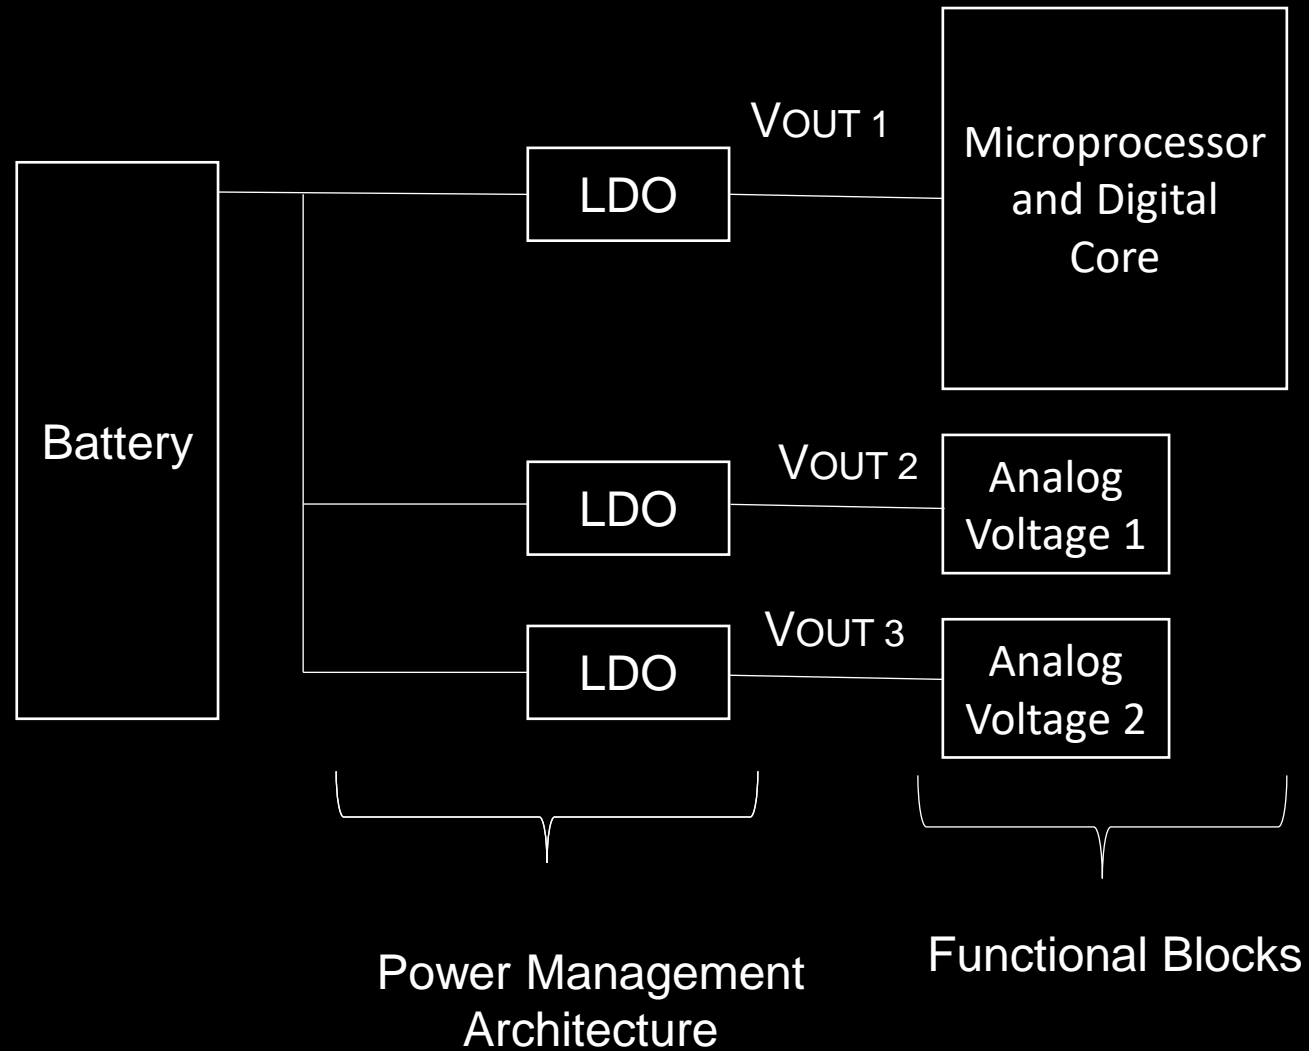 VOUT 1
Microprocessor
and Digital
Core
LDO
Battery
VOUT 2
LDO
Analog
Voltage 1
VOUT 3
LDO
Analog
Voltage 2
Power Management
Architecture
Functional Blocks